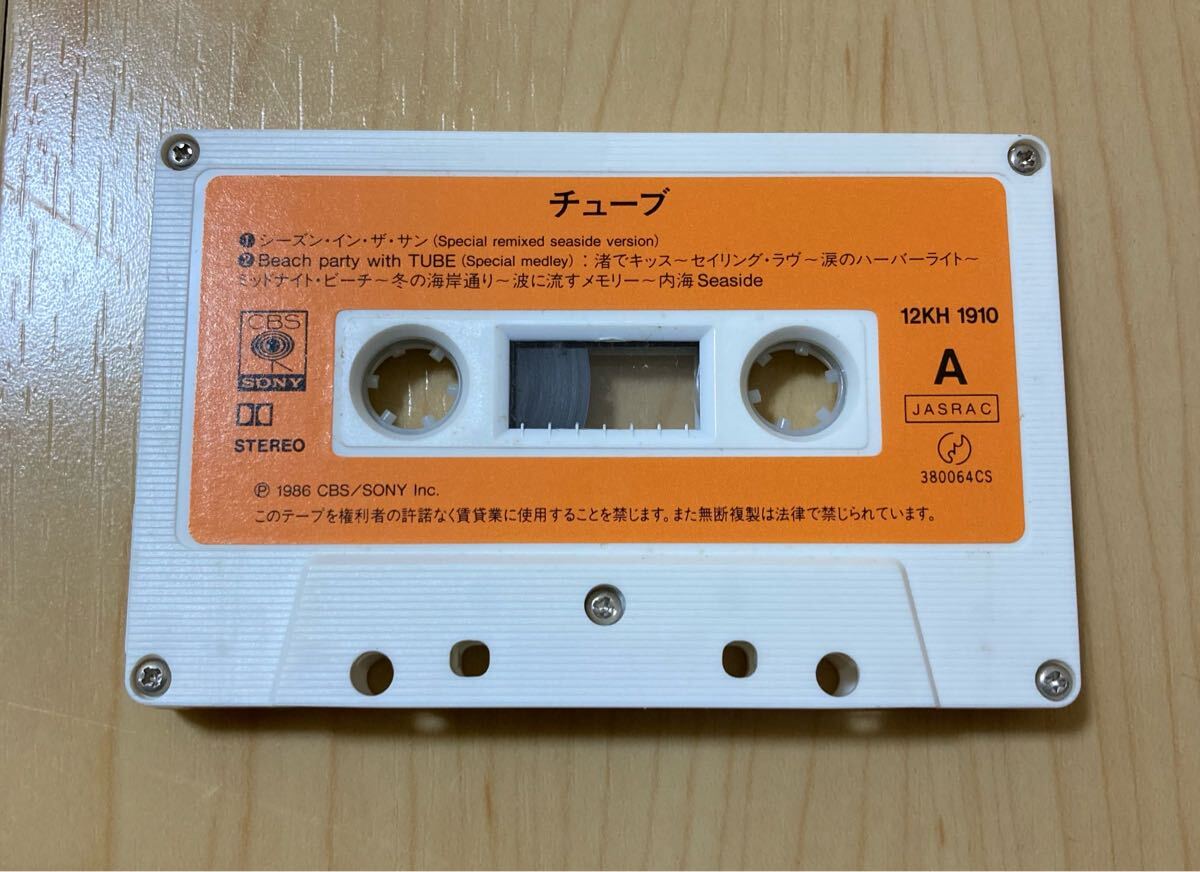 チューブ
❶シーズン・イン・ザ・サン (Special remixed seaside version)
❷Beach party with TUBE (Special medley) : 渚でキッス～セイリング・ラヴ～涙のハーバーライト～
ミッドナイト・ビーチ～冬の海岸通り～波に流すメモリー～内海 Seaside
CBS
SONY
STEREO
12KH 1910
A
JASRAC
380064CS
Ⓟ 1986 CBS/SONY Inc.
このテープを権利者の許諾なく賃貸業に使用することを禁じます。また無断複製は法律で禁じられています。